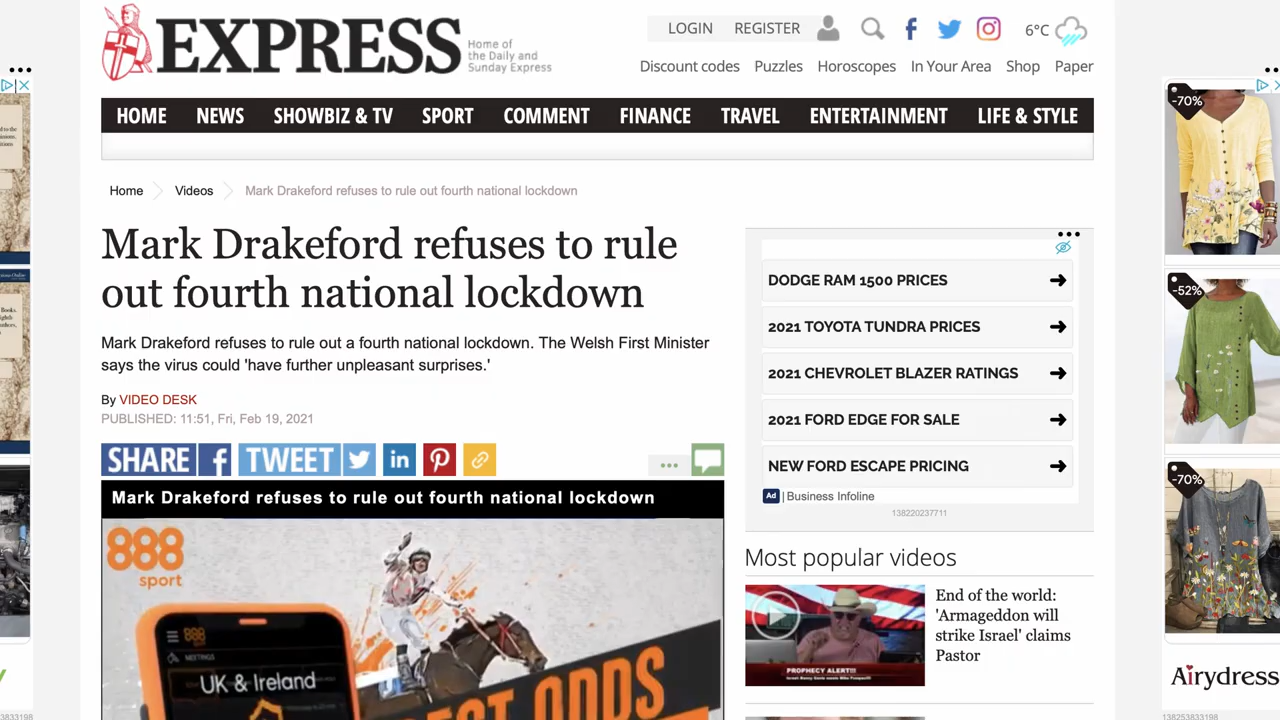 EXPRESS
Home of
the Daily and
Sunday Express
LOGIN REGISTER
6°C
Discount codes Puzzles Horoscopes In Your Area Shop Paper
HOME NEWS SHOWBIZ & TV SPORT COMMENT FINANCE TRAVEL ENTERTAINMENT LIFE & STYLE
Home Videos Mark Drakeford refuses to rule out fourth national lockdown
Mark Drakeford refuses to rule
out fourth national lockdown
Mark Drakeford refuses to rule out a fourth national lockdown. The Welsh First Minister
says the virus could 'have further unpleasant surprises.'
By VIDEO DESK
PUBLISHED: 11:51, Fri, Feb 19, 2021
SHARE TWEET
Mark Drakeford refuses to rule out fourth national lockdown
888
sport
888
MEETINGS
UK & Ireland
ODDS
DODGE RAM 1500 PRICES
2021 TOYOTA TUNDRA PRICES
2021 CHEVROLET BLAZER RATINGS
2021 FORD EDGE FOR SALE
NEW FORD ESCAPE PRICING
Ad | Business Infoline
138220237711
Most popular videos
End of the world:
'Armageddon will
strike Israel' claims
Pastor
PROPHECY ALERT!!!
-70%
-52%
-70%
Airydress
138253833198
3833198